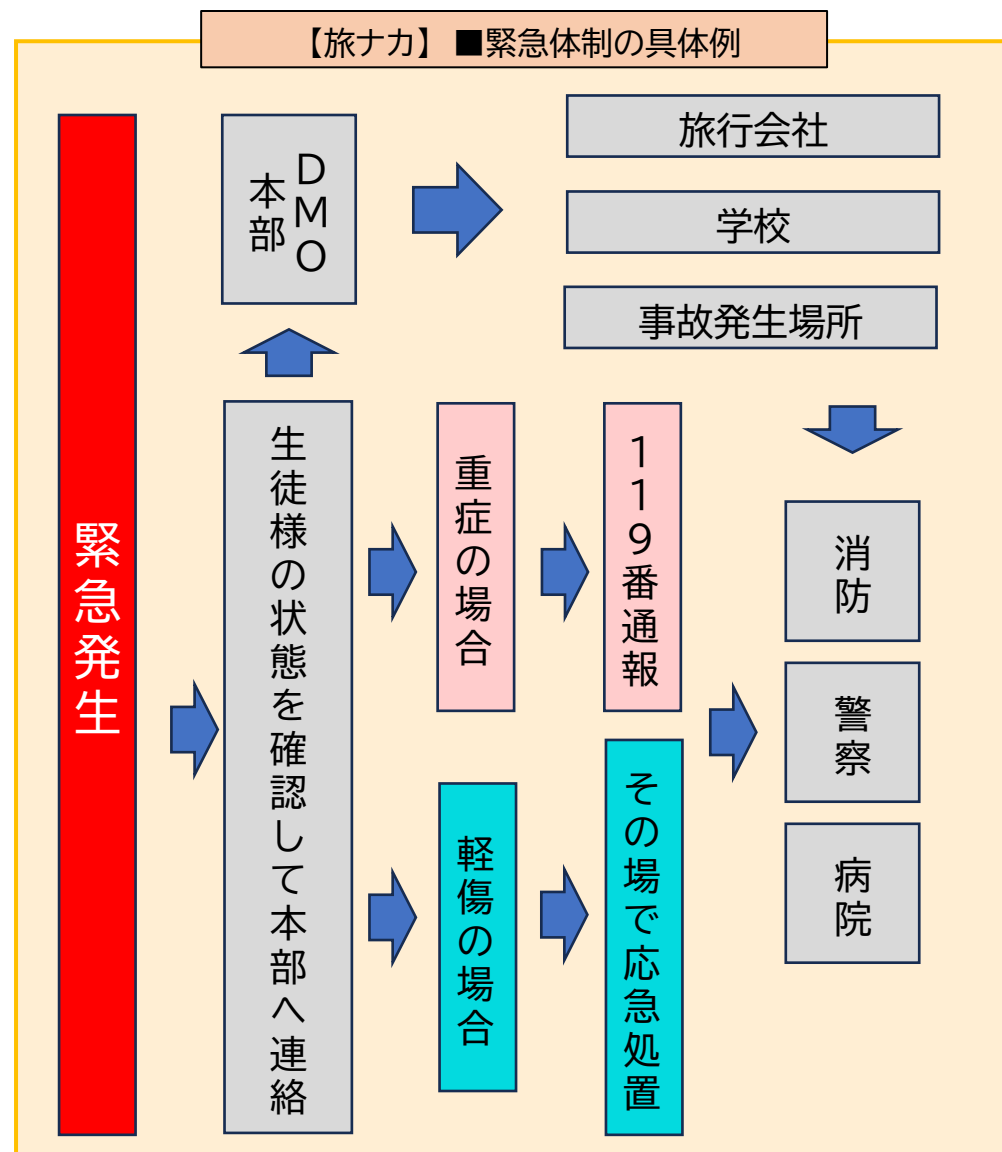 【旅ナカ】 ■緊急体制の具体例
緊急発生
DMO
本部
旅行会社
学校
事故発生場所
生徒様の状態を確認して本部へ連絡
重症の場合
119番通報
軽傷の場合
その場で応急処置
消防
警察
病院